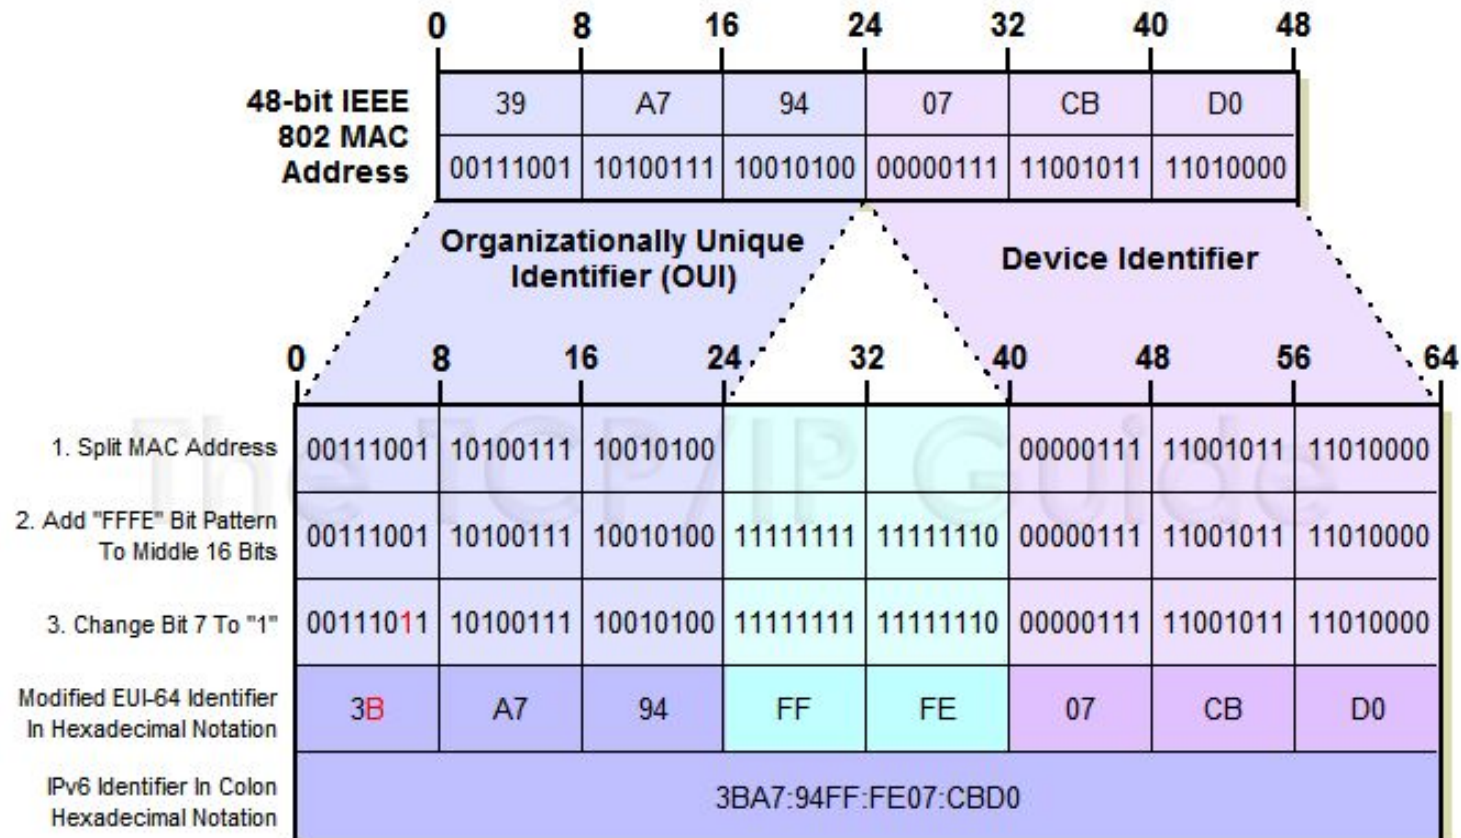 0 8 16 24 32 40 48
48-bit IEEE
802 MAC
Address
39 A7 94 07 CB D0
00111001 10100111 10010100 00000111 11001011 11010000
Organizationally Unique
Identifier (OUI)
Device Identifier
0 8 16 24 32 40 48 56 64
The TCP/IP Guide
1. Split MAC Address 00111001 10100111 10010100 00000111 11001011 11010000
2. Add "FFFE" Bit Pattern
To Middle 16 Bits
00111001 10100111 10010100 11111111 11111110 00000111 11001011 11010000
3. Change Bit 7 To "1" 00111011 10100111 10010100 11111111 11111110 00000111 11001011 11010000
Modified EUI-64 Identifier
In Hexadecimal Notation
3B A7 94 FF FE 07 CB D0
IPv6 Identifier In Colon
Hexadecimal Notation
3BA7:94FF:FE07:CBD0